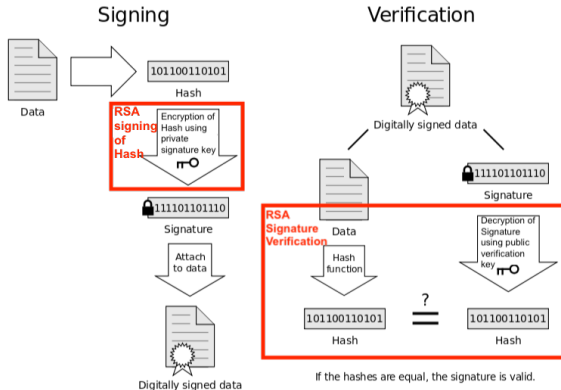 Signing
Verification
101100110101
Hash
Data
RSA
signing
of
Hash
Encryption of
Hash using
private
signature key
111101101110
Signature
Attach
to data
Digitally signed data
Digitally signed data
111101101110
Signature
RSA
Signature
Verification
Data
Hash
function
Decryption of
Signature
using public
verification
key
101100110101
Hash
?
=
101100110101
Hash
If the hashes are equal, the signature is valid.